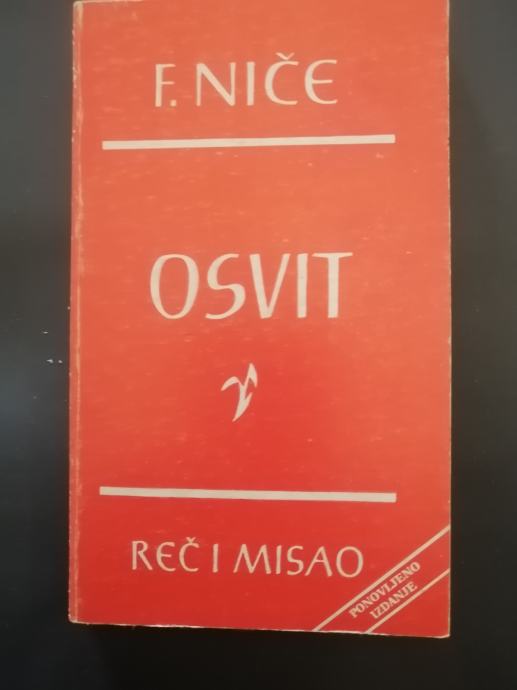 F. NIČE
OSVIT
REČ I MISAO
PONOVLJENO
IZDANJE